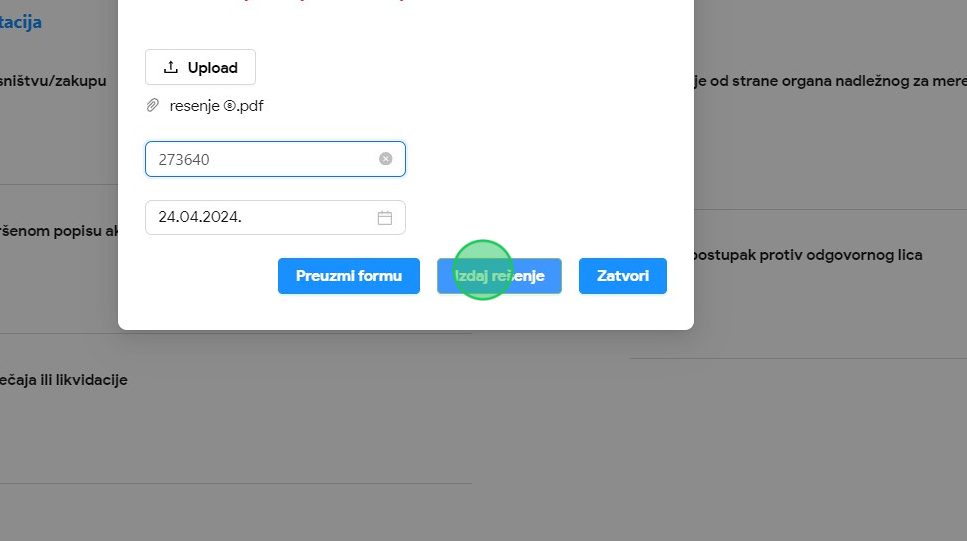 tacija
Upload
sništvu/zakupu
je od strane organa nadležnog za mere
resenje ⓢ.pdf
273640
24.04.2024.
ršenom popisu ak
postupak protiv odgovornog lica
Preuzmi formu
Izdaj rešenje
Zatvori
ečaja ili likvidacije